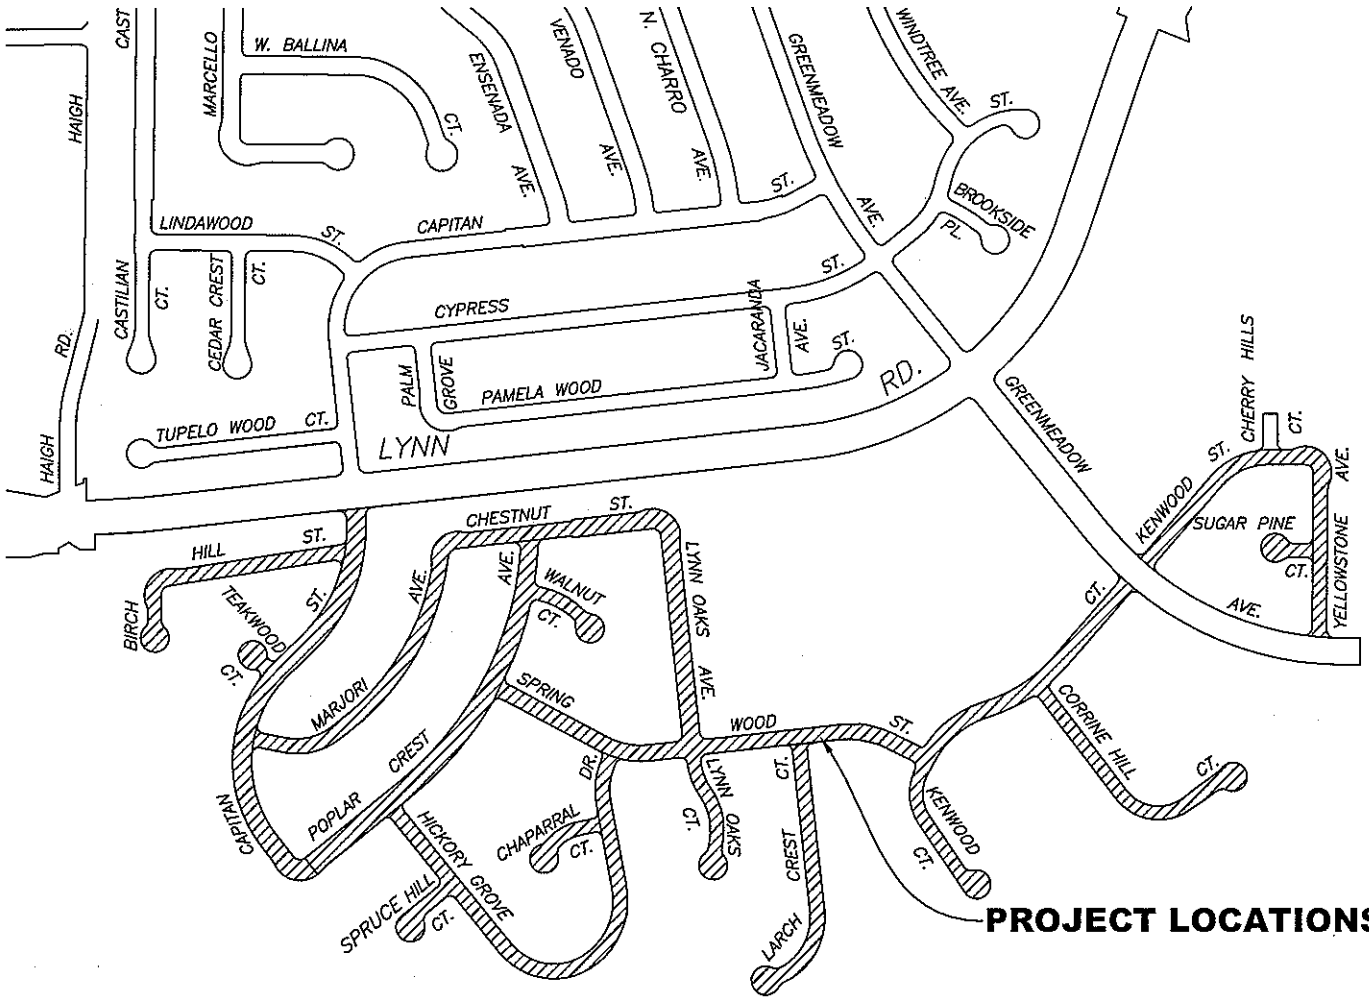 CAST
MARCELLO
W. BALLINA
CT.
HAIGH
ENSENADA
AVE.
VENADO
AVE.
N. CHARRO
AVE.
GREENMEADOW
AVE.
WINDTREE AVE.
ST.
BROOKSIDE
PL.
LINDAWOOD
ST.
CAPITAN
ST.
CASTILIAN
CT.
CEDAR CREST
CT.
CYPRESS
ST.
JACARANDA
AVE.
RD.
HAIGH
PALM
GROVE
PAMELA WOOD
ST.
TUPELO WOOD
CT.
LYNN
RD.
GREENMEADOW
AVE.
CHERRY HILLS
CT.
KENWOOD
ST.
SUGAR PINE
CT.
YELLOWSTONE
AVE.
CHESTNUT
ST.
HILL
ST.
BIRCH
TEAKWOOD
CT.
ST.
CAPITAN
MARJORI
AVE.
POPLAR
CREST
AVE.
WALNUT
CT.
LYNN OAKS
AVE.
SPRING
WOOD
ST.
CT.
CORRINE HILL
CT.
KENWOOD
CT.
LYNN OAKS
CT.
LARCH
CREST
CT.
HICKORY GROVE
DR.
CHAPARRAL
CT.
SPRUCE HILL
CT.
PROJECT LOCATIONS